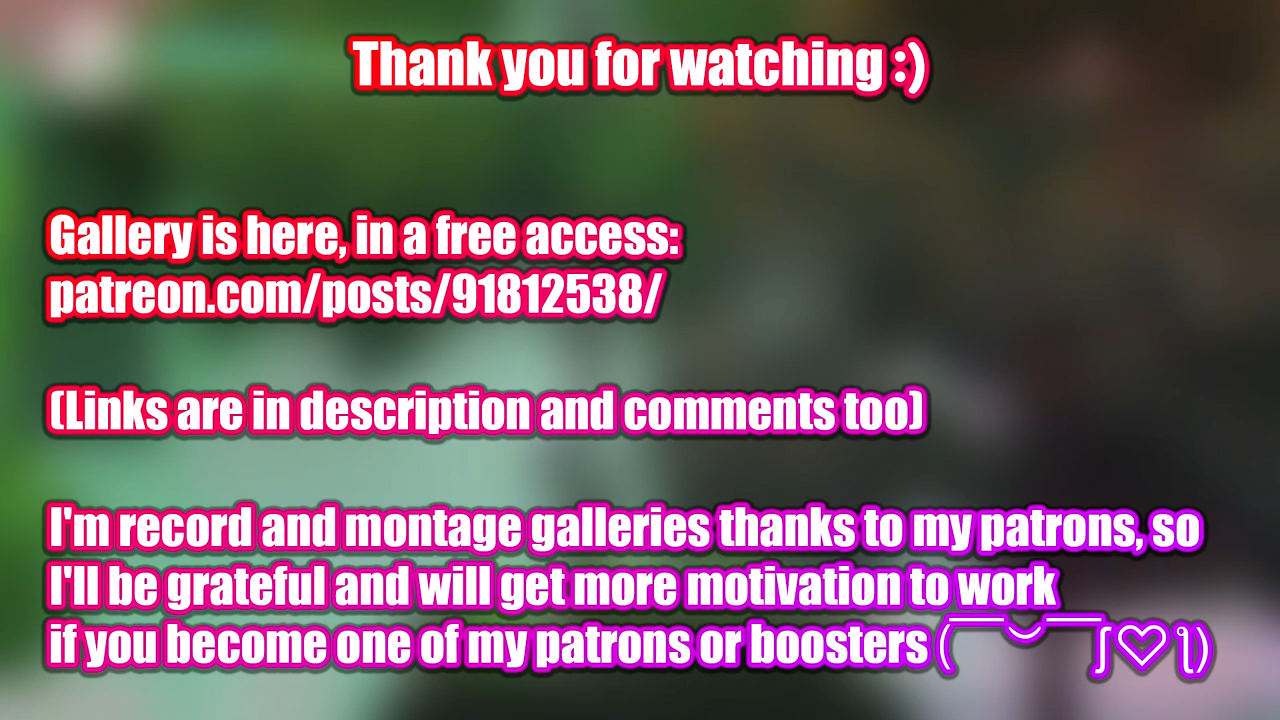 Thank you for watching :)
Gallery is here, in a free access:
patreon.com/posts/91812538/
(Links are in description and comments too)
I'm record and montage galleries thanks to my patrons, so
I'll be grateful and will get more motivation to work
if you become one of my patrons or boosters (￣︶￣ʃ♡ƪ)